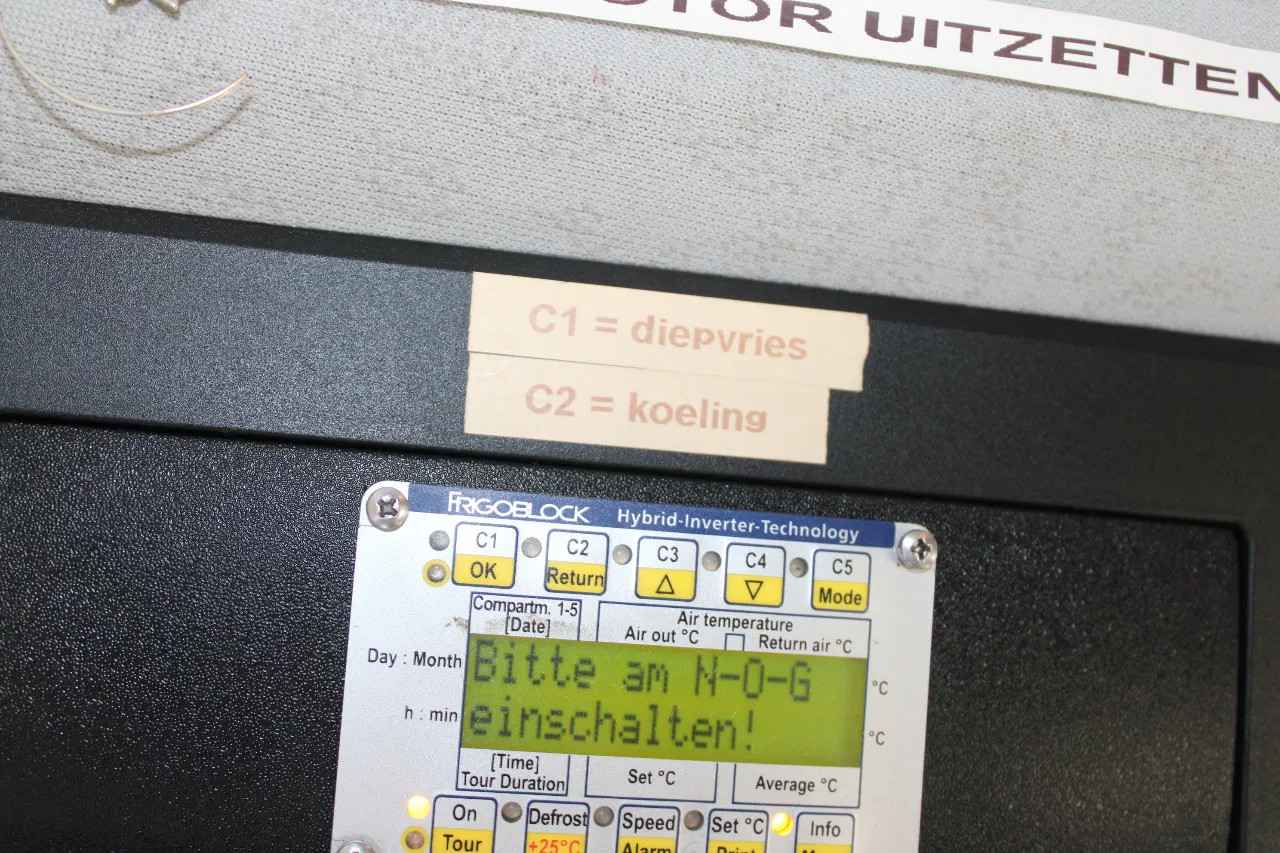 UITZETTEN
C1 = diepvries
C2 = koeling
FRIGOBLOCK Hybrid-Inverter-Technology
C1 C2 C3 C4 C5
OK Return △ ▽ Mode
Compartm. 1-5 Air temperature
[Date] Air out °C Return air °C
Day : Month Bitte am N-O-G °C
h : min einschalten! °C
[Time] Set °C Average °C
Tour Duration
On Defrost Speed Set °C Info
Tour +25°C Alarm